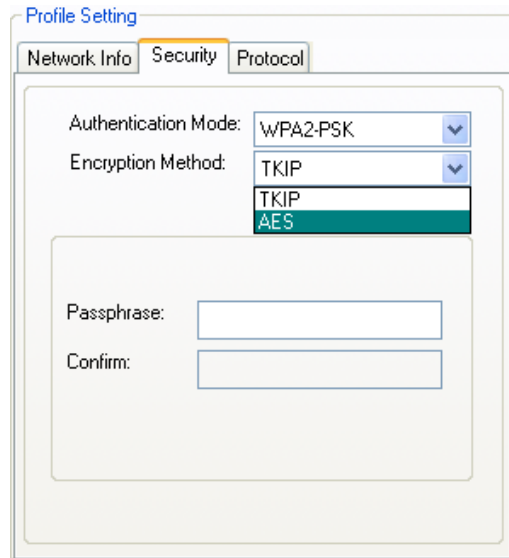 Profile Setting
Network Info Security Protocol
Authentication Mode: WPA2-PSK
Encryption Method: TKIP
TKIP
AES
Passphrase:
Confirm: